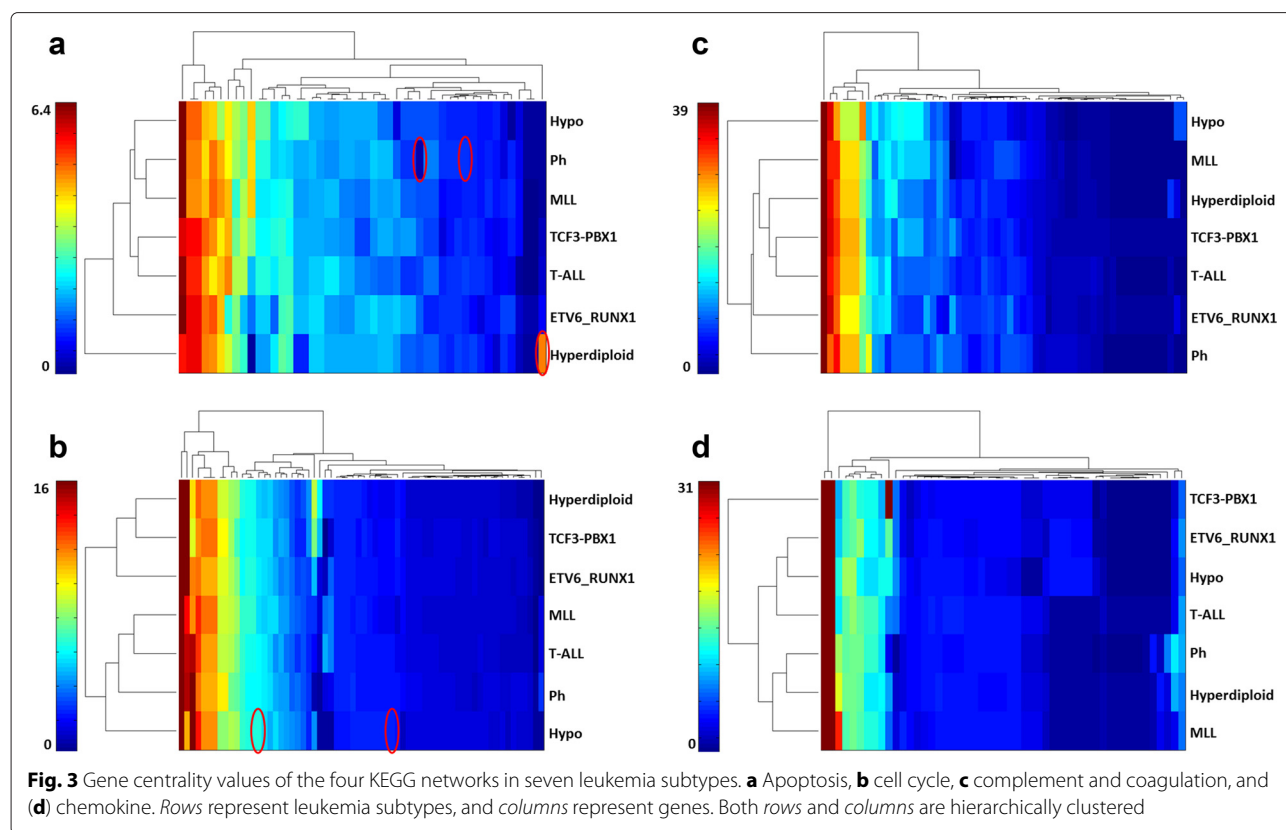 a
6.4
0
Hypo
Ph
MLL
TCF3-PBX1
T-ALL
ETV6_RUNX1
Hyperdiploid
c
39
0
Hypo
MLL
Hyperdiploid
TCF3-PBX1
T-ALL
ETV6_RUNX1
Ph
b
16
0
Hyperdiploid
TCF3-PBX1
ETV6_RUNX1
MLL
T-ALL
Ph
Hypo
d
31
0
TCF3-PBX1
ETV6_RUNX1
Hypo
T-ALL
Ph
Hyperdiploid
MLL
Fig. 3 Gene centrality values of the four KEGG networks in seven leukemia subtypes. a Apoptosis, b cell cycle, c complement and coagulation, and
(d) chemokine. Rows represent leukemia subtypes, and columns represent genes. Both rows and columns are hierarchically clustered